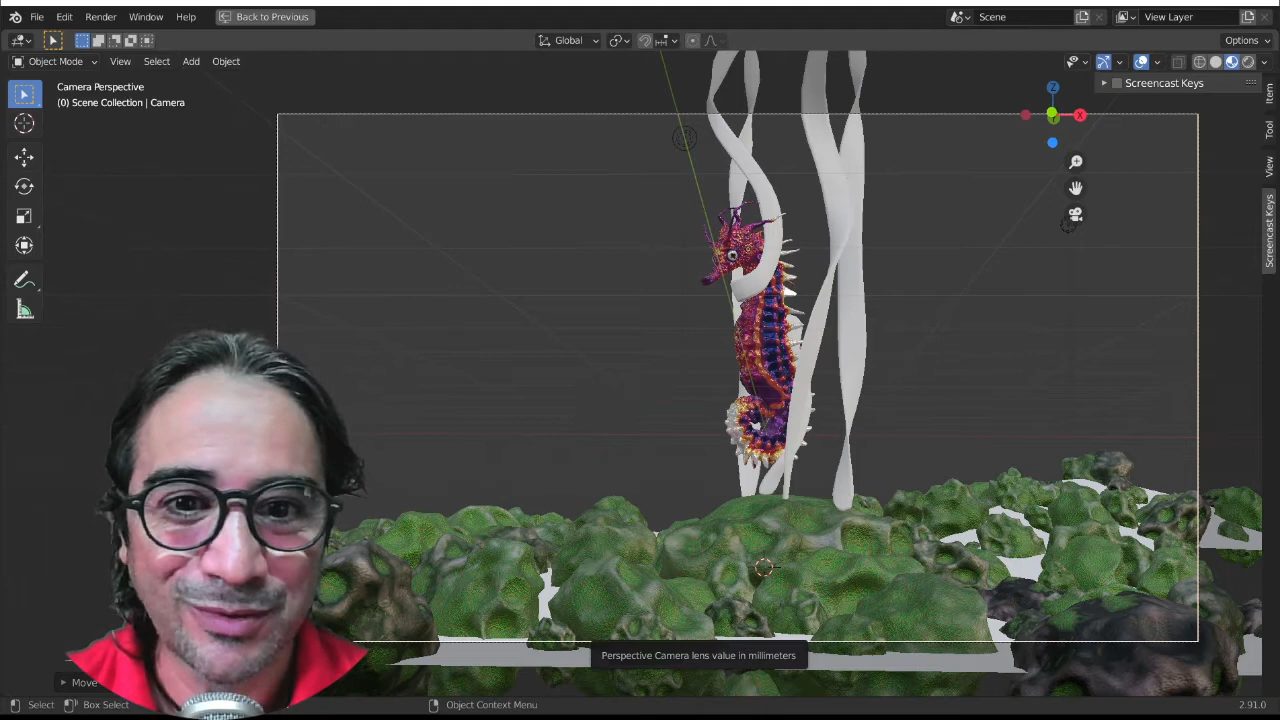 File Edit Render Window Help Back to Previous Scene View Layer
Global Options
Object Mode View Select Add Object
Screencast Keys
Camera Perspective
(0) Scene Collection | Camera
Z
X
Y
Item
Tool
View
Screencast Keys
Perspective Camera lens value in millimeters
Move
Select Box Select Object Context Menu 2.91.0